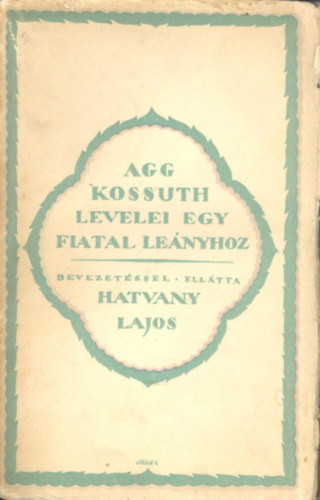 AGG
KOSSUTH
LEVELEI EGY
FIATAL LEÁNYHOZ
BEVEZETÉSSEL · ELLÁTTA
HATVANY
LAJOS